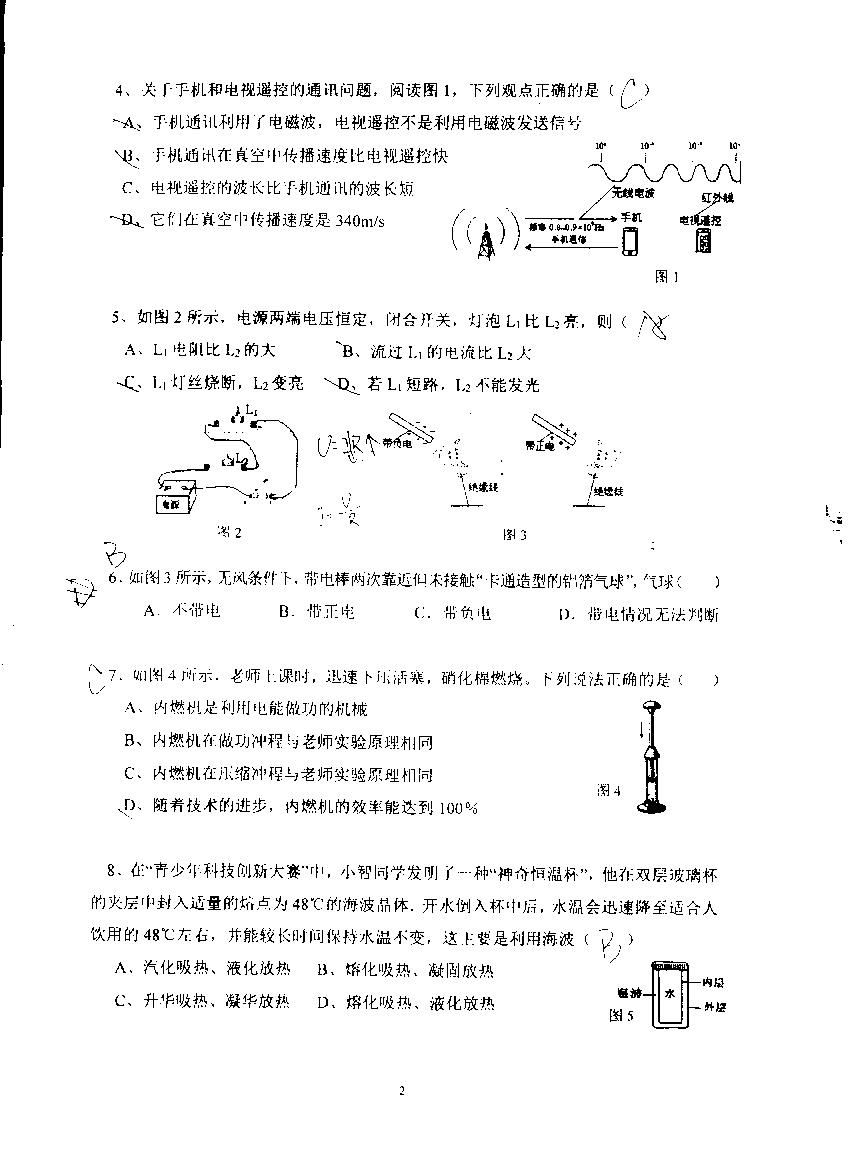 4、关于手机和电视遥控的通讯问题，阅读图1，下列观点正确的是（ C ）
A、手机通讯利用了电磁波，电视遥控不是利用电磁波发送信号
B、手机通讯在真空中传播速度比电视遥控快
C、电视遥控的波长比手机通讯的波长短
D、它们在真空中传播速度是 340m/s
无线电波
红外线
手机
电视遥控
频率 0.8~0.9×10⁹Hz
手机通信
图 1
5、如图 2 所示，电源两端电压恒定，闭合开关，灯泡 L₁ 比 L₂ 亮，则（ A
A、L₁ 电阻比 L₂ 的大 B、流过 L₁ 的电流比 L₂ 大
C、L₁ 灯丝烧断，L₂ 变亮 D、若 L₁ 短路，L₂ 不能发光
L₁
L₂
电源
带负电
绝缘线
带正电
绝缘线
图 2
图 3
B
6．如图 3 所示，无风条件下，带电棒两次靠近但未接触“卡通造型的铝箔气球”，气球（ ）
A．不带电 B．带正电 C．带负电 D．带电情况无法判断
C 7．如图 4 所示．老师上课时，迅速下压活塞，硝化棉燃烧。下列说法正确的是（ ）
A、内燃机是利用电能做功的机械
B、内燃机在做功冲程与老师实验原理相同
C、内燃机在压缩冲程与老师实验原理相同
D、随着技术的进步，内燃机的效率能达到 100%
图 4
8、在“青少年科技创新大赛”中，小智同学发明了一种“神奇恒温杯”，他在双层玻璃杯
的夹层中封入适量的熔点为 48℃的海波晶体．开水倒入杯中后，水温会迅速降至适合人
饮用的 48℃左右，并能较长时间保持水温不变，这主要是利用海波（ B ）
A、汽化吸热、液化放热 B、熔化吸热、凝固放热
C、升华吸热、凝华放热 D、熔化吸热、液化放热
海波
水
内层
外层
图 5
2